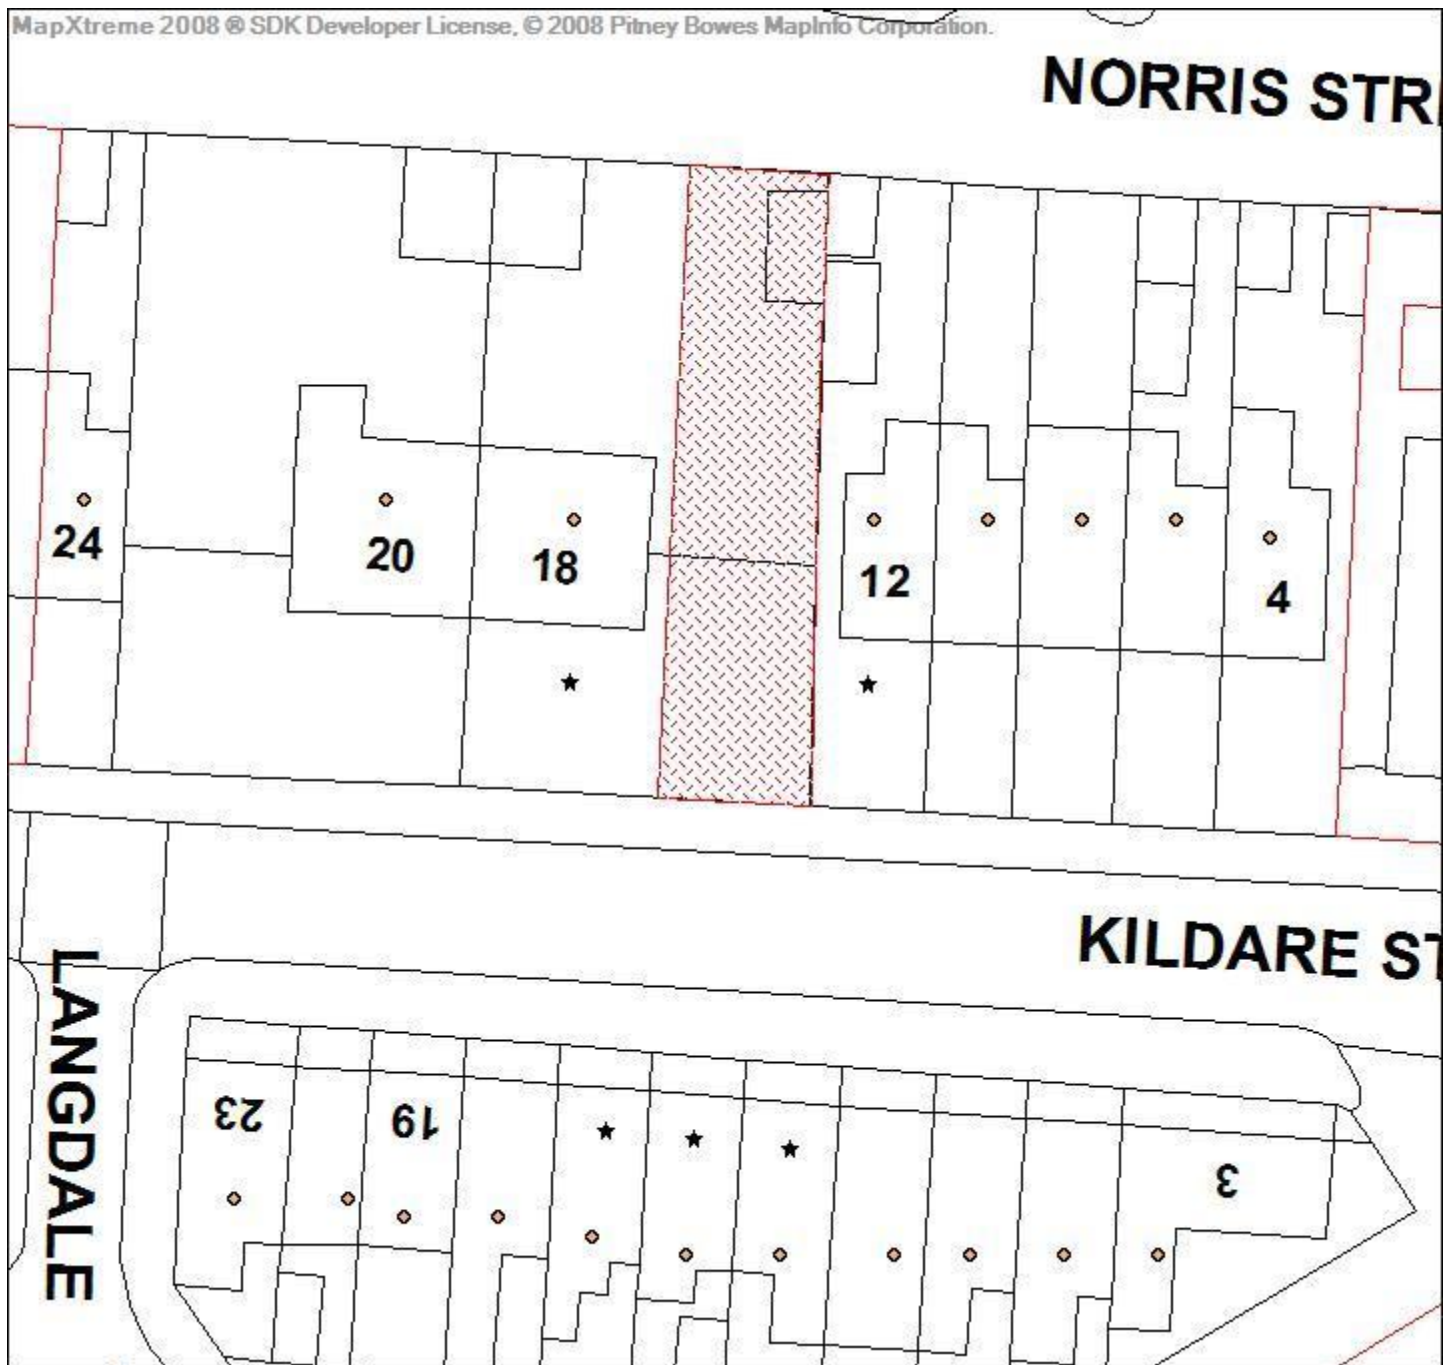 MapXtreme 2008 ® SDK Developer License, © 2008 Pitney Bowes MapInfo Corporation.
NORRIS STR
24
20
18
12
4
KILDARE ST
LANGDALE
23
19
3